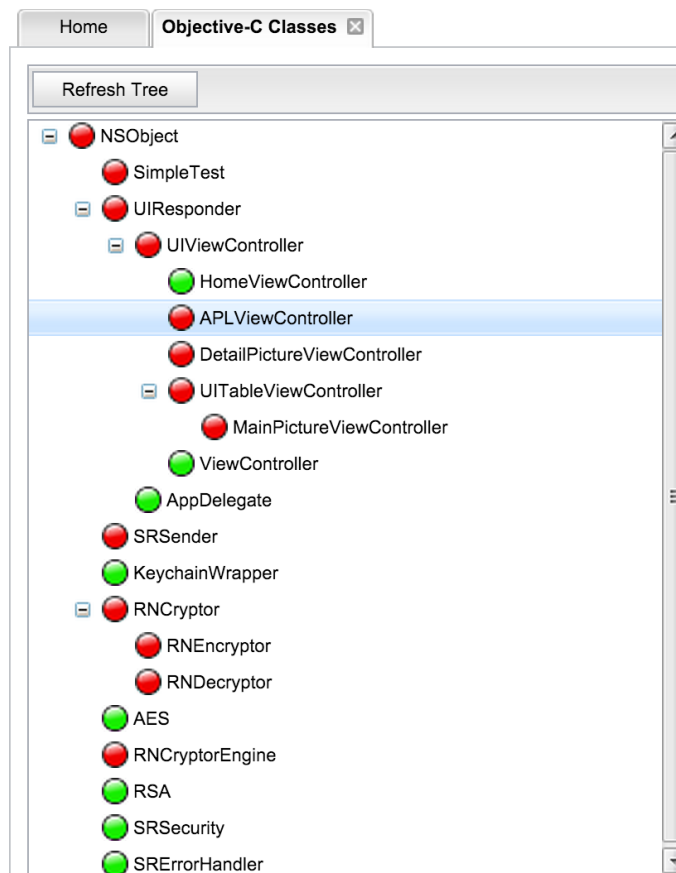 Home
Objective-C Classes
Refresh Tree
NSObject
SimpleTest
UIResponder
UIViewController
HomeViewController
APLViewController
DetailPictureViewController
UITableViewController
MainPictureViewController
ViewController
AppDelegate
SRSender
KeychainWrapper
RNCryptor
RNEncryptor
RNDecryptor
AES
RNCryptorEngine
RSA
SRSecurity
SRErrorHandler